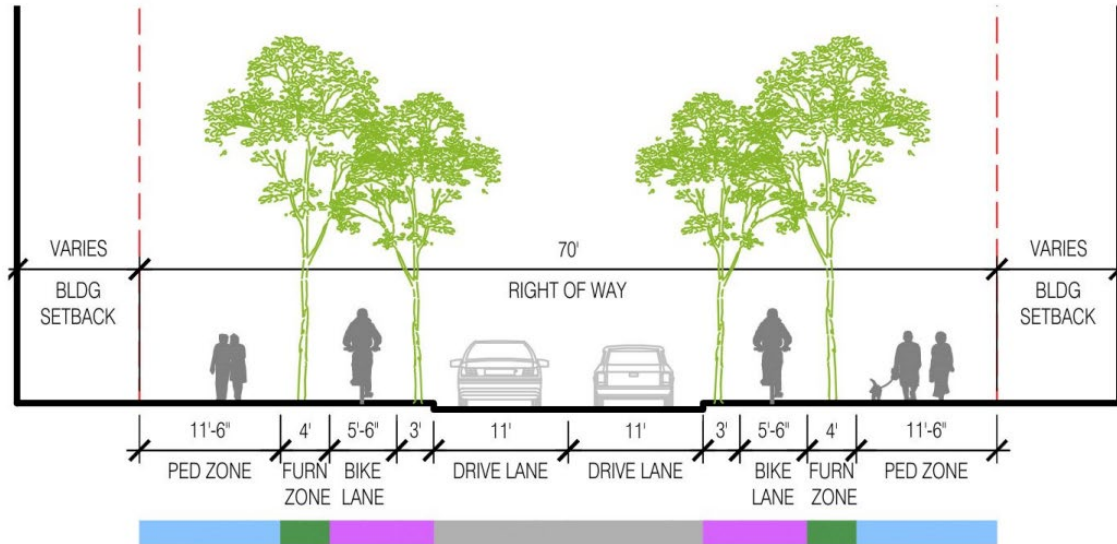 VARIES
70'
VARIES
BLDG
SETBACK
RIGHT OF WAY
BLDG
SETBACK
11'-6"
4'
5'-6"
3'
11'
11'
3'
5'-6"
4'
11'-6"
PED ZONE
FURN
ZONE
BIKE
LANE
DRIVE LANE
DRIVE LANE
BIKE
LANE
FURN
ZONE
PED ZONE